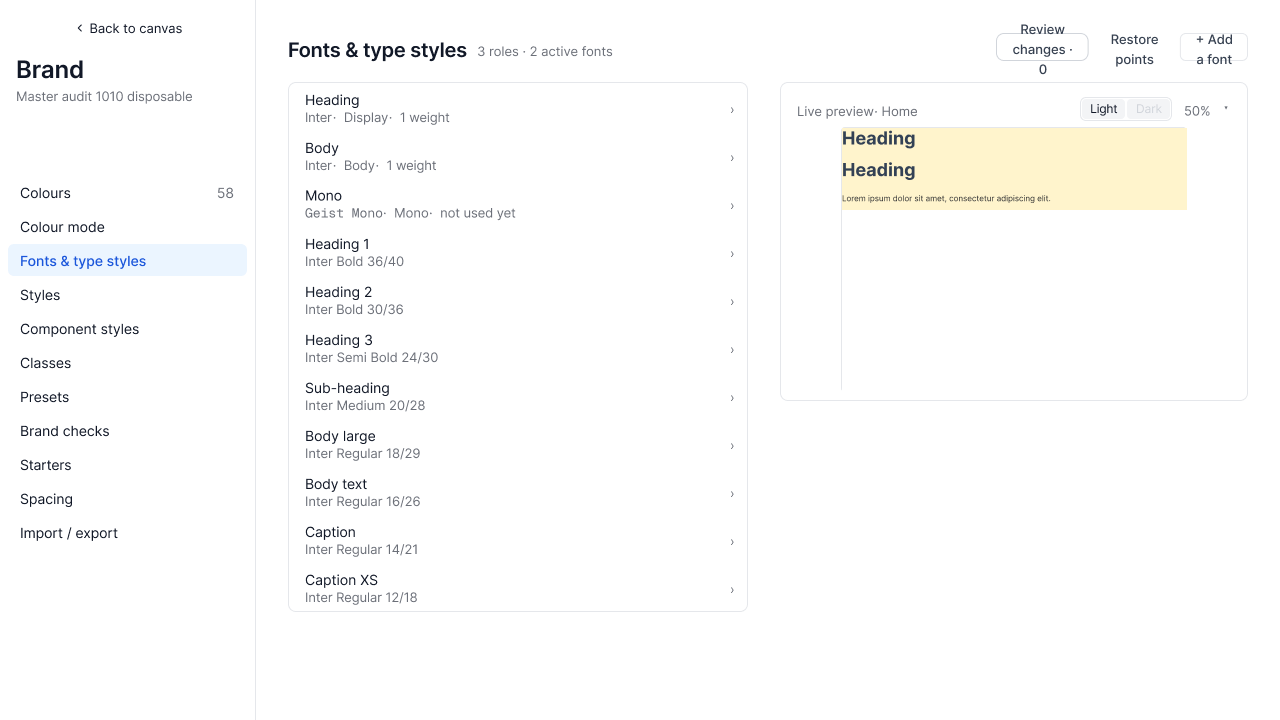 Back to canvas
Brand
Master audit 1010 disposable
Colours 58
Colour mode
Fonts & type styles
Styles
Component styles
Classes
Presets
Brand checks
Starters
Spacing
Import / export
Fonts & type styles 3 roles · 2 active fonts
Review
changes ·
0
Restore
points
+ Add
a font
Heading
Inter· Display· 1 weight
Body
Inter· Body· 1 weight
Mono
Geist Mono· Mono· not used yet
Heading 1
Inter Bold 36/40
Heading 2
Inter Bold 30/36
Heading 3
Inter Semi Bold 24/30
Sub-heading
Inter Medium 20/28
Body large
Inter Regular 18/29
Body text
Inter Regular 16/26
Caption
Inter Regular 14/21
Caption XS
Inter Regular 12/18
Live preview· Home
Light Dark 50%
Heading
Heading
Lorem ipsum dolor sit amet, consectetur adipiscing elit.